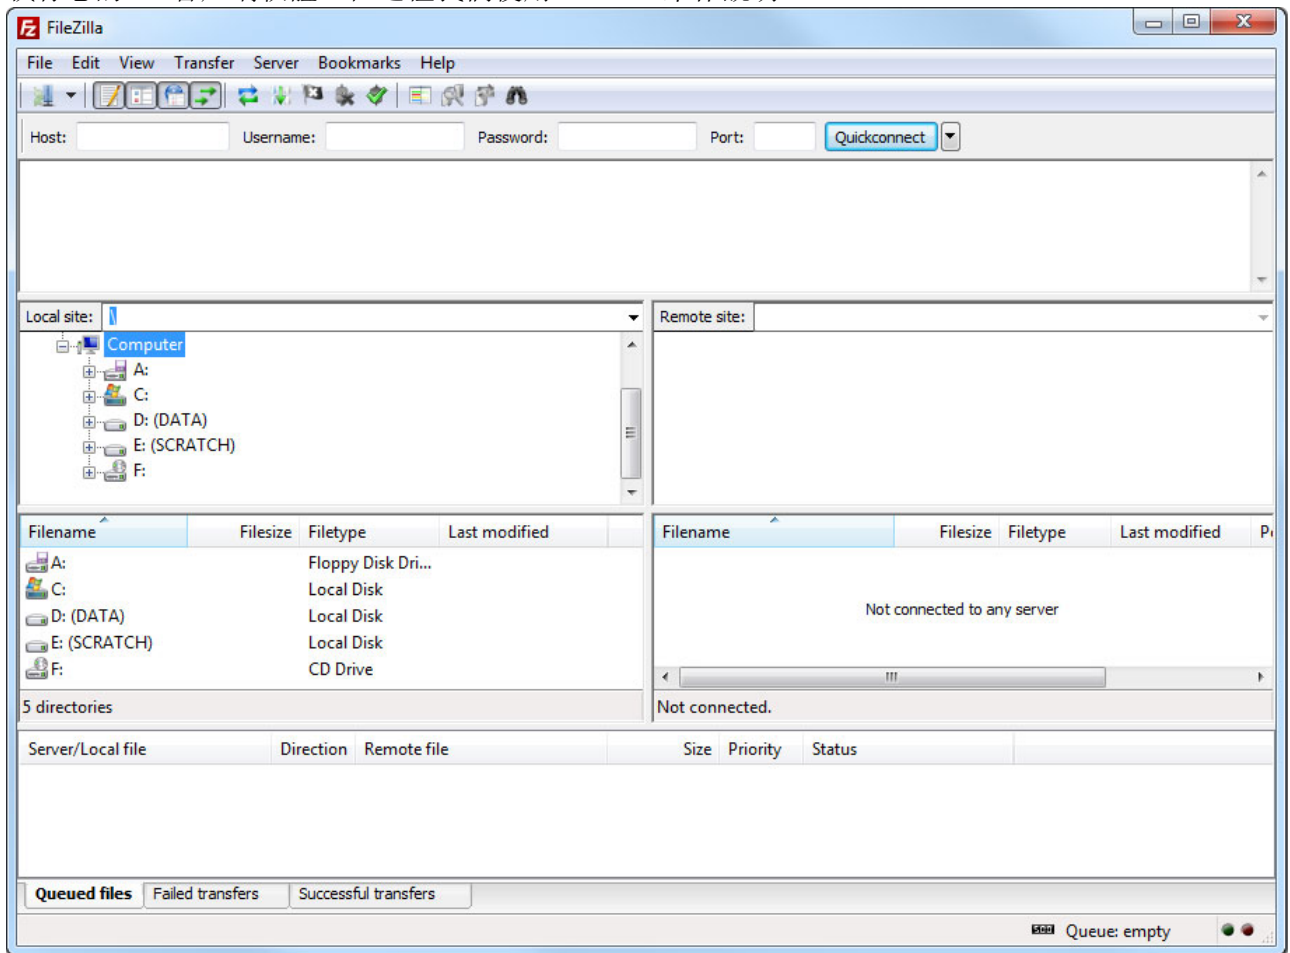 FileZilla
File Edit View Transfer Server Bookmarks Help
Host: Username: Password: Port: Quickconnect
Local site: \
Remote site:
Computer
A:
C:
D: (DATA)
E: (SCRATCH)
F:
Filename Filesize Filetype Last modified
A: Floppy Disk Dri...
C: Local Disk
D: (DATA) Local Disk
E: (SCRATCH) Local Disk
F: CD Drive
5 directories
Filename Filesize Filetype Last modified
Not connected to any server
Not connected.
Server/Local file Direction Remote file Size Priority Status
Queued files Failed transfers Successful transfers
Queue: empty